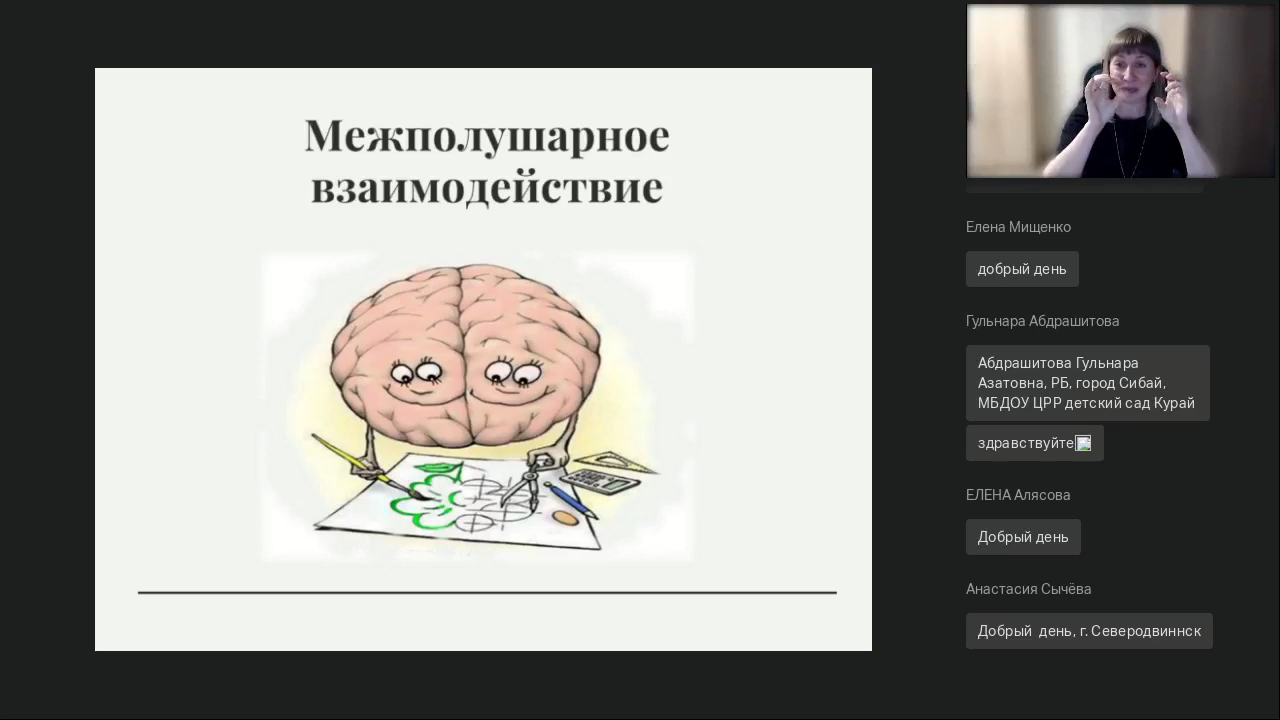 Межполушарное
взаимодействие
Елена Мищенко
добрый день
Гульнара Абдрашитова
Абдрашитова Гульнара
Азатовна, РБ, город Сибай,
МБДОУ ЦРР детский сад Курай
здравствуйте
ЕЛЕНА Алясова
Добрый день
Анастасия Сычёва
Добрый  день, г. Северодвиннск